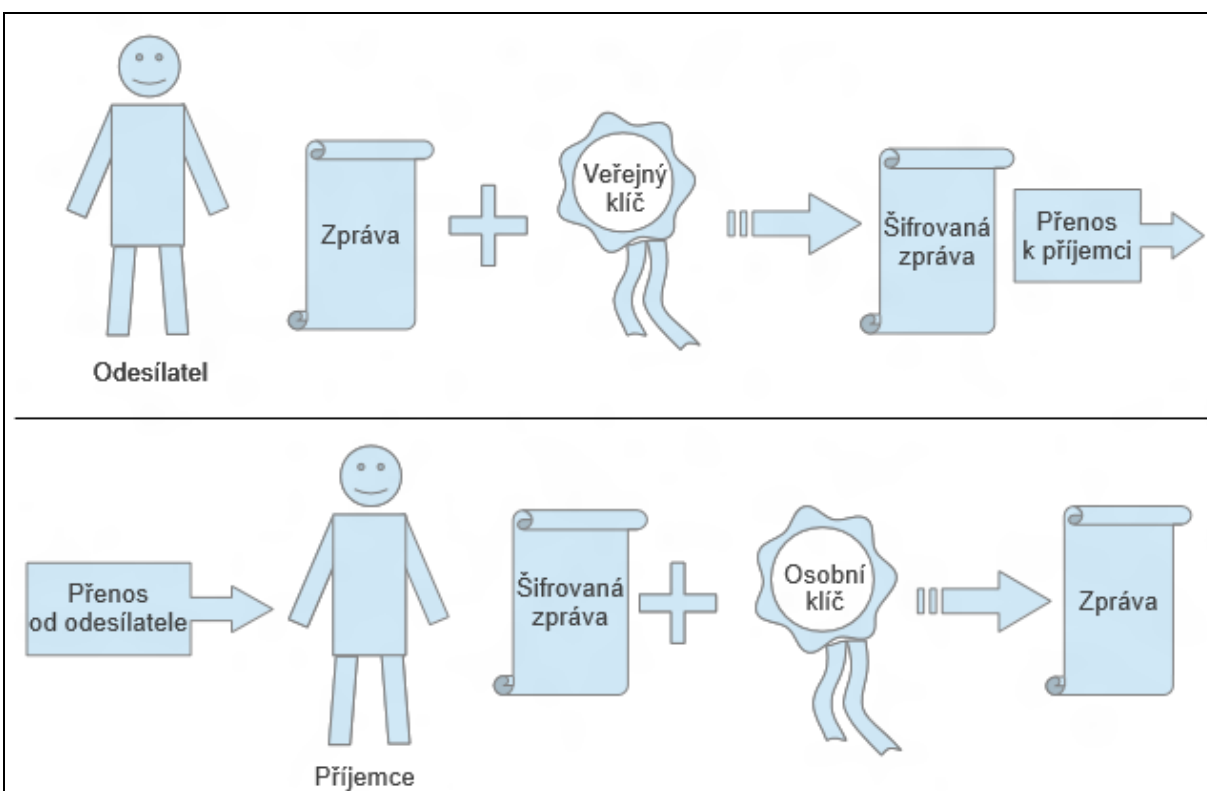 Zpráva
Veřejný
klíč
Šifrovaná
zpráva
Přenos
k příjemci
Odesílatel
Přenos
od odesílatele
Šifrovaná
zpráva
Osobní
klíč
Zpráva
Příjemce